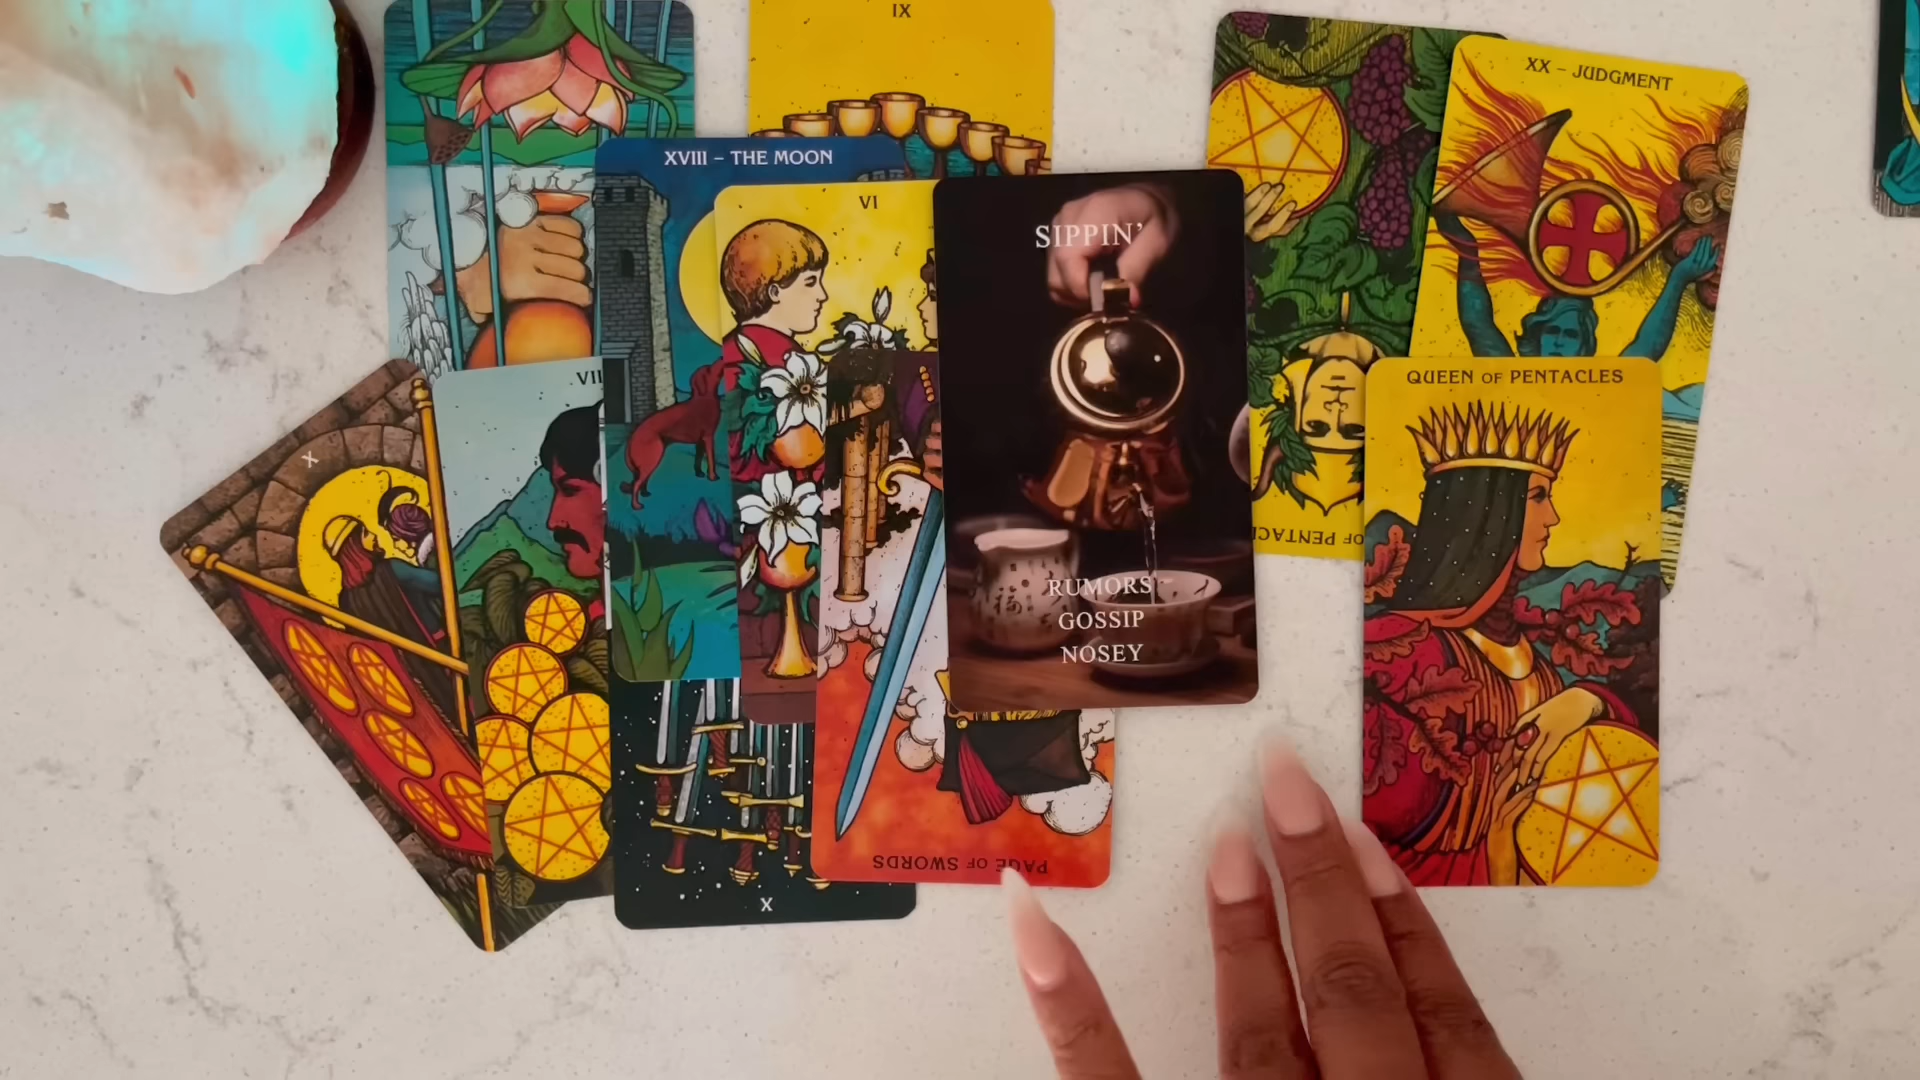 IX
XX – JUDGMENT
XVIII – THE MOON
VI
SIPPIN'
VII
QUEEN OF PENTACLES
X
OF PENTACL
RUMORS
GOSSIP
NOSEY
PAGE OF SWORDS
X